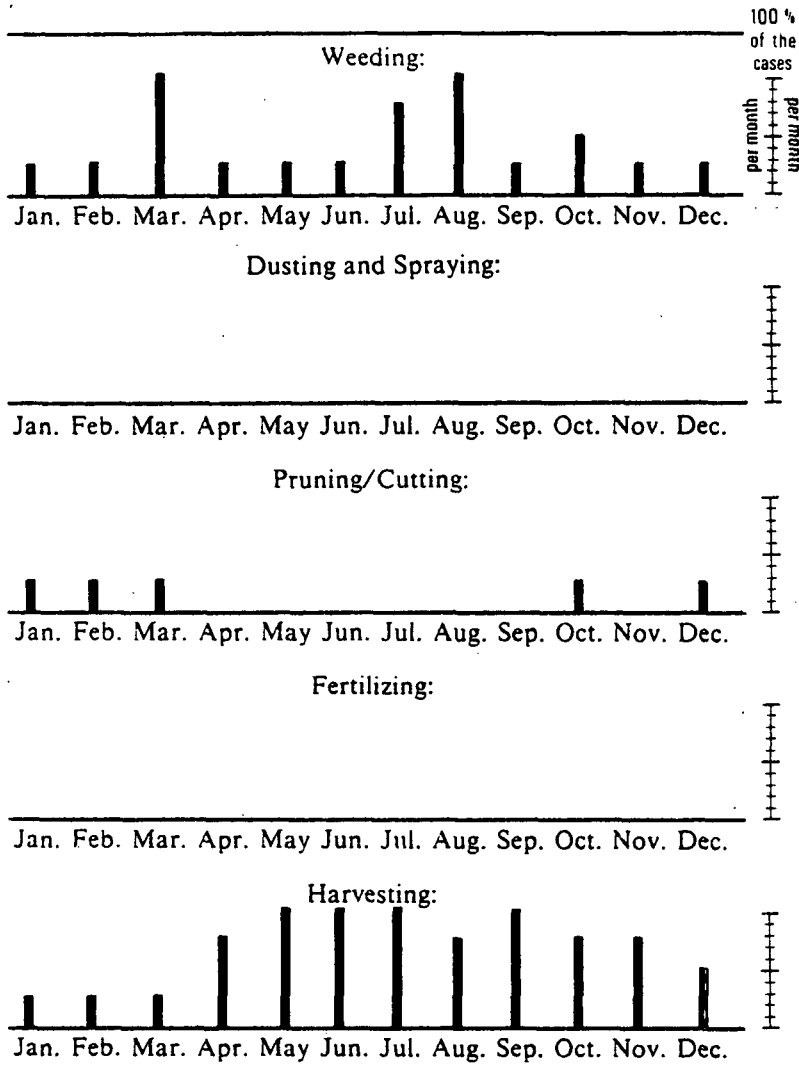 100 %
of the
cases
per month
per month
Weeding:
Jan. Feb. Mar. Apr. May Jun. Jul. Aug. Sep. Oct. Nov. Dec.
Dusting and Spraying:
Jan. Feb. Mar. Apr. May Jun. Jul. Aug. Sep. Oct. Nov. Dec.
Pruning/Cutting:
Jan. Feb. Mar. Apr. May Jun. Jul. Aug. Sep. Oct. Nov. Dec.
Fertilizing:
Jan. Feb. Mar. Apr. May Jun. Jul. Aug. Sep. Oct. Nov. Dec.
Harvesting:
Jan. Feb. Mar. Apr. May Jun. Jul. Aug. Sep. Oct. Nov. Dec.